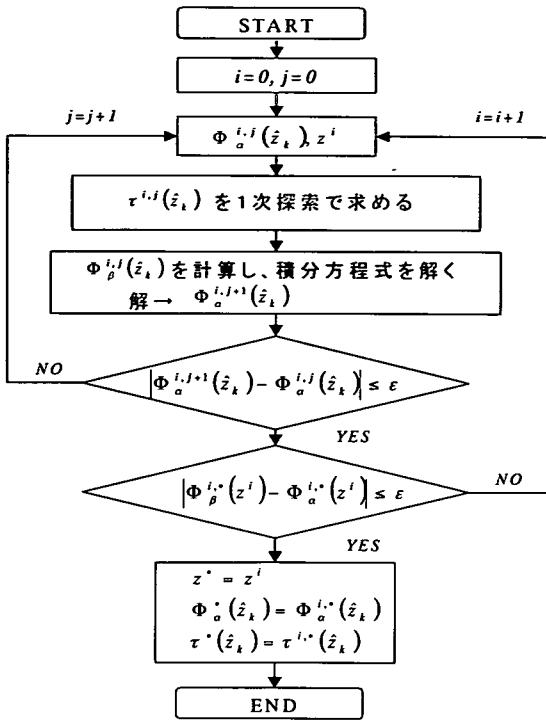 START
i=0, j=0
j=j+1
i=i+1
Φ_α^{i,j}(ẑ_k), z^i
τ^{i,j}(ẑ_k) を1次探索で求める
Φ_β^{i,j}(ẑ_k)を計算し、積分方程式を解く
解→ Φ_α^{i,j+1}(ẑ_k)
NO
|Φ_α^{i,j+1}(ẑ_k)−Φ_α^{i,j}(ẑ_k)| ≤ ε
YES
|Φ_β^{i,*}(z^i)−Φ_α^{i,*}(z^i)| ≤ ε
NO
YES
z^* = z^i
Φ_α^*(ẑ_k)=Φ_α^{i,*}(ẑ_k)
τ^*(ẑ_k)=τ^{i,*}(ẑ_k)
END